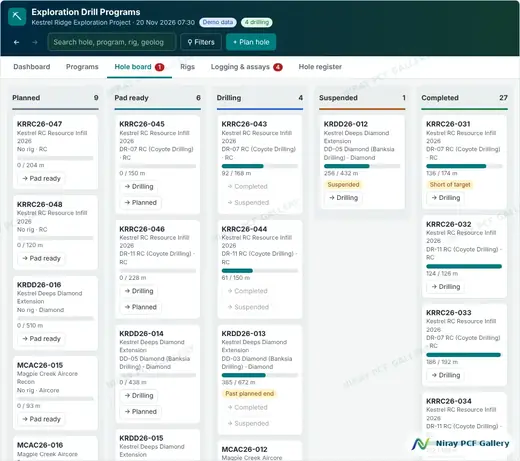 Exploration Drill Programs
Kestrel Ridge Exploration Project · 20 Nov 2026 07:30
Demo data
4 drilling
Search hole, program, rig, geolog
Filters
+ Plan hole
Dashboard
Programs
Hole board 1
Rigs
Logging & assays 4
Hole register
Planned 9
KRRC26-047
Kestrel RC Resource Infill
2026
No rig · RC
0 / 204 m
→ Pad ready
KRRC26-048
Kestrel RC Resource Infill
2026
No rig · RC
0 / 120 m
→ Pad ready
KRDD26-016
Kestrel Deeps Diamond
Extension
No rig · Diamond
0 / 510 m
→ Pad ready
MCAC26-015
Magpie Creek Aircore
Recon
No rig · Aircore
0 / 93 m
→ Pad ready
MCAC26-016
Magpie Creek Aircore
Pad ready 6
KRRC26-045
Kestrel RC Resource Infill
2026
DR-07 RC (Coyote Drilling)
· RC
0 / 150 m
→ Drilling
→ Planned
KRRC26-046
Kestrel RC Resource Infill
2026
DR-11 RC (Coyote Drilling) ·
RC
0 / 228 m
→ Drilling
→ Planned
KRDD26-014
Kestrel Deeps Diamond
Extension
DD-05 Diamond (Banksia
Drilling) · Diamond
0 / 438 m
→ Drilling
→ Planned
KRDD26-015
Kestrel Deeps Diamond
Drilling 4
KRRC26-043
Kestrel RC Resource Infill
2026
DR-07 RC (Coyote Drilling)
· RC
92 / 168 m
→ Completed
→ Suspended
KRRC26-044
Kestrel RC Resource Infill
2026
DR-11 RC (Coyote Drilling) ·
RC
61 / 150 m
→ Completed
→ Suspended
KRDD26-013
Kestrel Deeps Diamond
Extension
DD-03 Diamond (Banksia
Drilling) · Diamond
385 / 672 m
Past planned end
→ Completed
→ Suspended
MCAC26-012
Magpie Creek Aircore
Suspended 1
KRDD26-012
Kestrel Deeps Diamond
Extension
DD-05 Diamond (Banksia
Drilling) · Diamond
256 / 432 m
Suspended
→ Drilling
Completed 27
KRRC26-031
Kestrel RC Resource Infill
2026
DR-07 RC (Coyote Drilling)
· RC
136 / 174 m
Short of target
→ Drilling
KRRC26-032
Kestrel RC Resource Infill
2026
DR-11 RC (Coyote Drilling) ·
RC
124 / 126 m
→ Drilling
KRRC26-033
Kestrel RC Resource Infill
2026
DR-07 RC (Coyote Drilling)
· RC
186 / 192 m
→ Drilling
KRRC26-034
Kestrel RC Resource Infill
Niray PCF Gallery